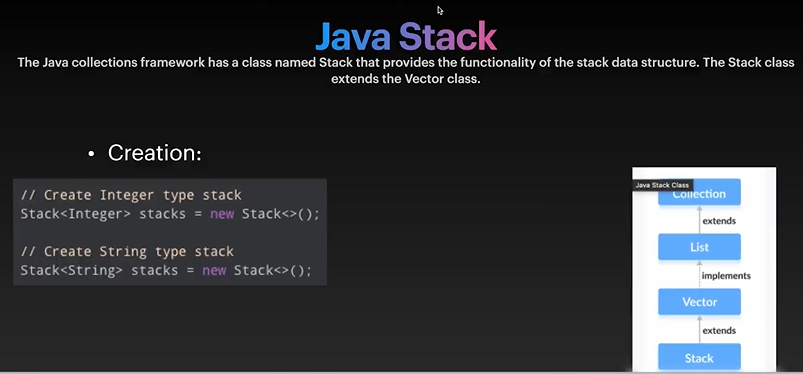 Java Stack
The Java collections framework has a class named Stack that provides the functionality of the stack data structure. The Stack class
extends the Vector class.
• Creation:
// Create Integer type stack
Stack<Integer> stacks = new Stack<>();
// Create String type stack
Stack<String> stacks = new Stack<>();
Java Stack Class
Collection
extends
List
implements
Vector
extends
Stack